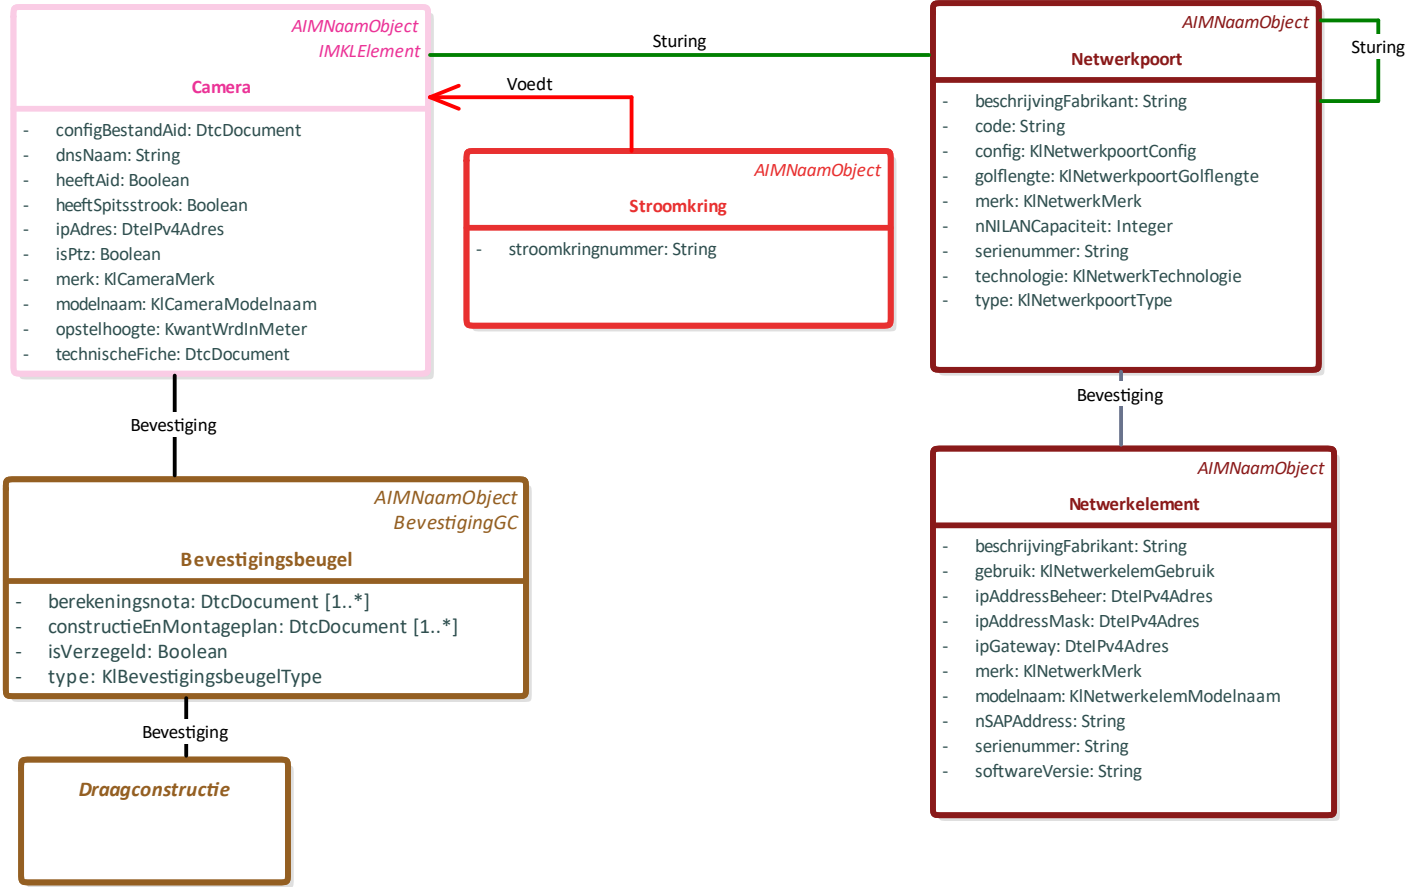 AIMNaamObject
IMKLElement
Camera
- configBestandAid: DtcDocument
- dnsNaam: String
- heeftAid: Boolean
- heeftSpitsstrook: Boolean
- ipAdres: DteIPv4Adres
- isPtz: Boolean
- merk: KlCameraMerk
- modelnaam: KlCameraModelnaam
- opstelhoogte: KwantWrdInMeter
- technischeFiche: DtcDocument
Sturing
Voedt
AIMNaamObject
Stroomkring
- stroomkringnummer: String
AIMNaamObject
Netwerkpoort
- beschrijvingFabrikant: String
- code: String
- config: KlNetwerkpoortConfig
- golflengte: KlNetwerkpoortGolflengte
- merk: KlNetwerkMerk
- nNILANCapaciteit: Integer
- serienummer: String
- technologie: KlNetwerkTechnologie
- type: KlNetwerkpoortType
Sturing
Bevestiging
Bevestiging
AIMNaamObject
BevestigingGC
Bevestigingsbeugel
- berekeningsnota: DtcDocument [1..*]
- constructieEnMontageplan: DtcDocument [1..*]
- isVerzegeld: Boolean
- type: KlBevestigingsbeugelType
Bevestiging
Draagconstructie
AIMNaamObject
Netwerkelement
- beschrijvingFabrikant: String
- gebruik: KlNetwerkelemGebruik
- ipAddressBeheer: DteIPv4Adres
- ipAddressMask: DteIPv4Adres
- ipGateway: DteIPv4Adres
- merk: KlNetwerkMerk
- modelnaam: KlNetwerkelemModelnaam
- nSAPAddress: String
- serienummer: String
- softwareVersie: String